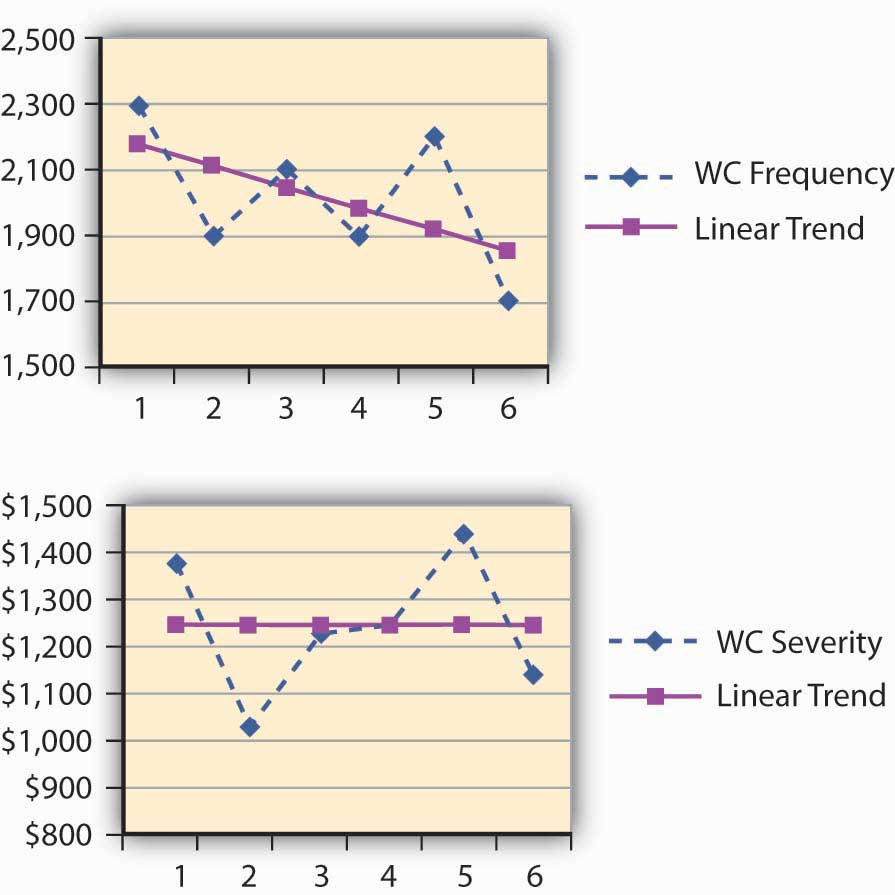 2,500
2,300
2,100
1,900
1,700
1,500
1 2 3 4 5 6
WC Frequency
Linear Trend
$1,500
$1,400
$1,300
$1,200
$1,100
$1,000
$900
$800
1 2 3 4 5 6
WC Severity
Linear Trend